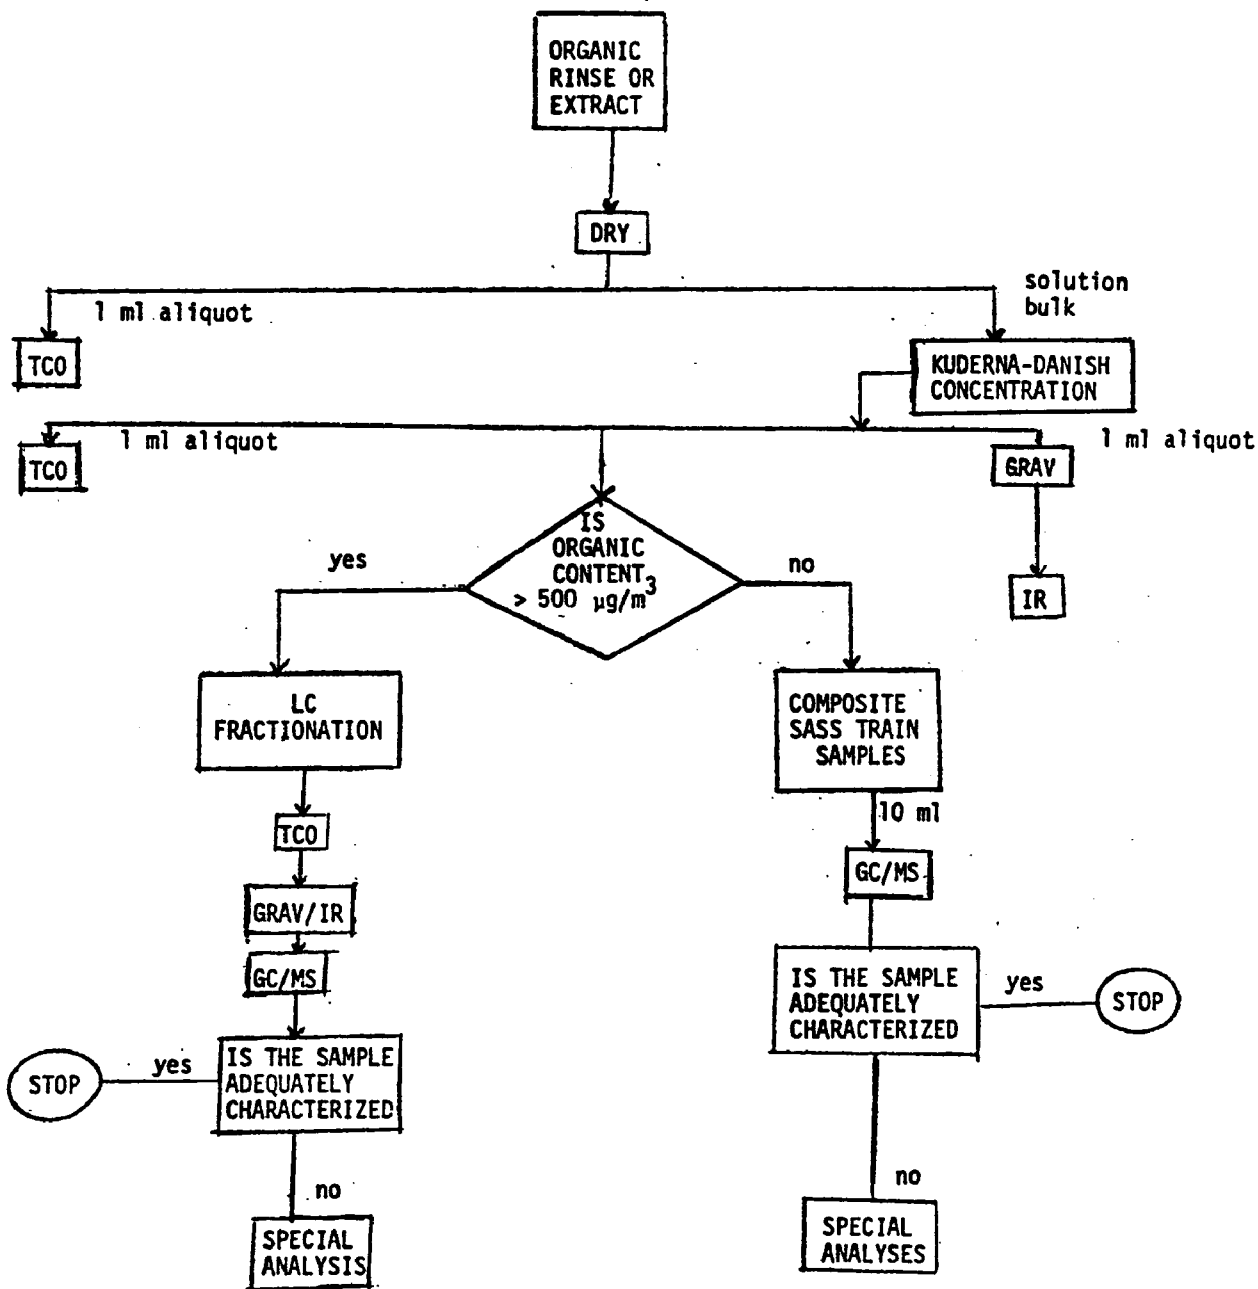 ORGANIC
RINSE OR
EXTRACT
DRY
1 ml aliquot
solution
bulk
TCO
KUDERNA-DANISH
CONCENTRATION
TCO
1 ml aliquot
1 ml aliquot
GRAV
IR
IS
ORGANIC
CONTENT
> 500 µg/m³
yes
no
LC
FRACTIONATION
COMPOSITE
SASS TRAIN
SAMPLES
10 ml
TCO
GC/MS
GRAV/IR
GC/MS
IS THE SAMPLE
ADEQUATELY
CHARACTERIZED
yes
STOP
IS THE SAMPLE
ADEQUATELY
CHARACTERIZED
yes
STOP
no
no
SPECIAL
ANALYSIS
SPECIAL
ANALYSES